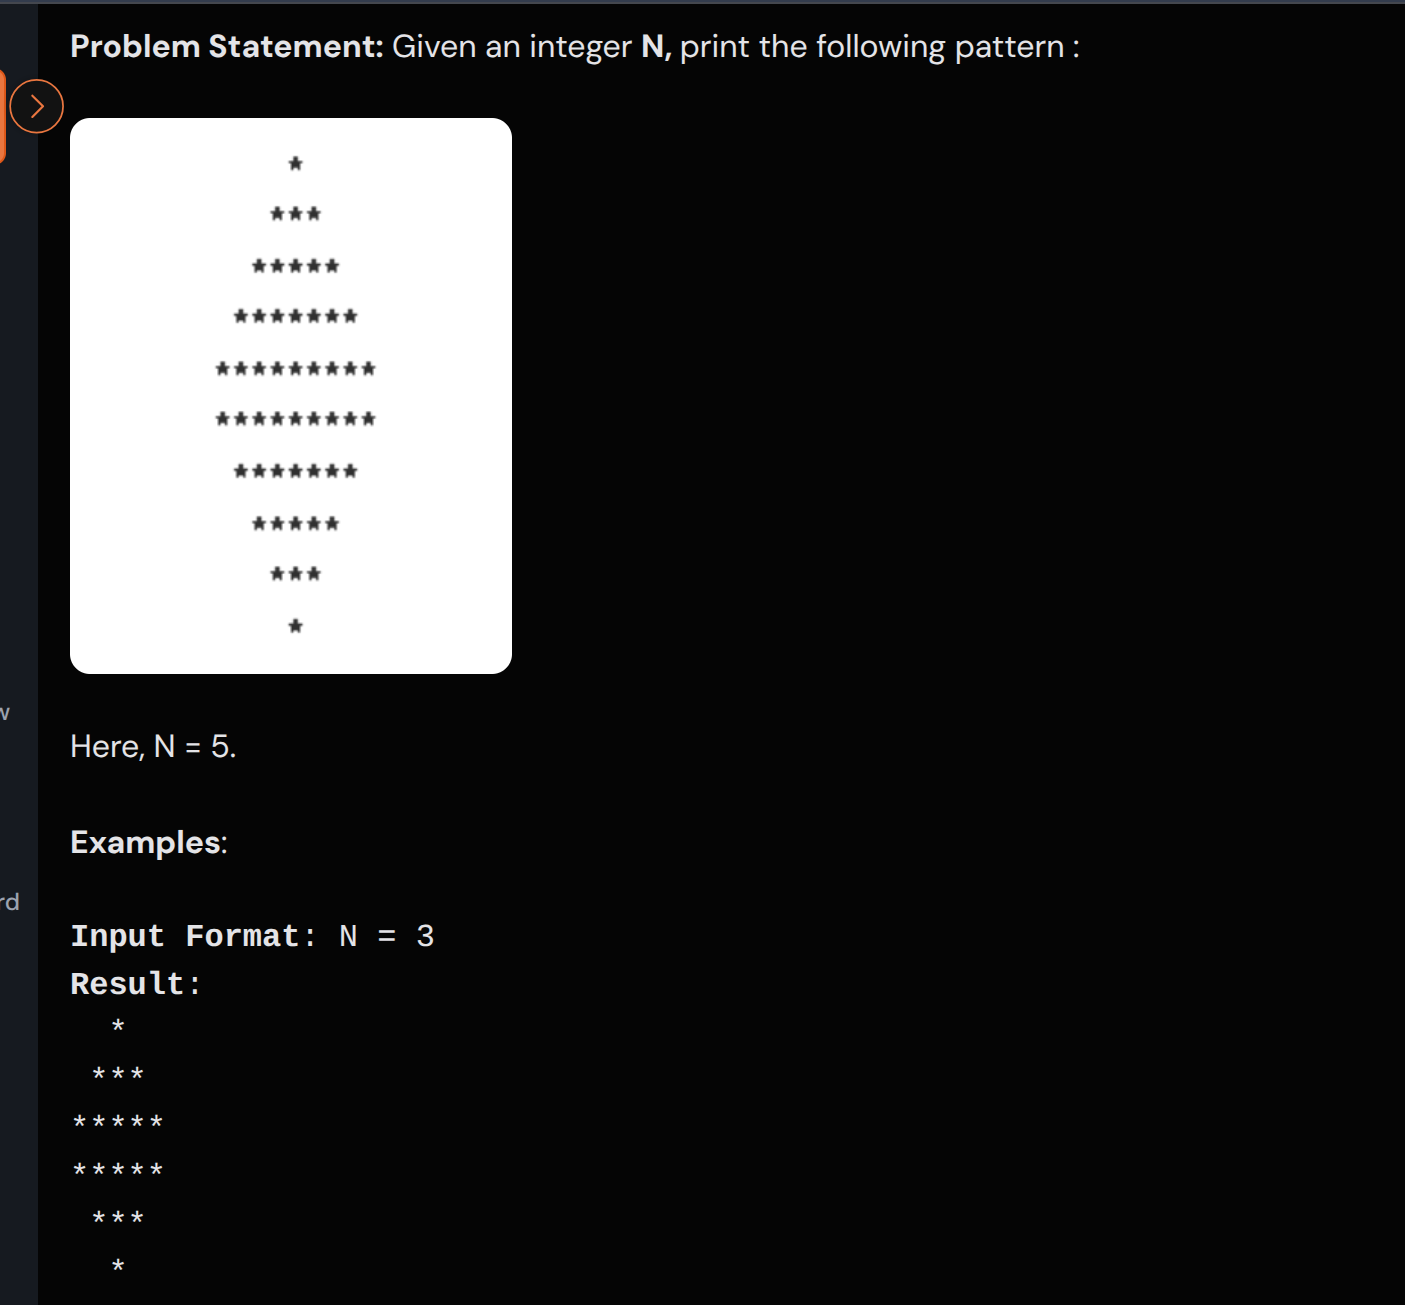 Problem Statement: Given an integer N, print the following pattern :
*
***
*****
*******
*********
*********
*******
*****
***
*
w
Here, N = 5.
Examples:
rd
Input Format: N = 3
Result:
  *
 ***
*****
*****
 ***
  *